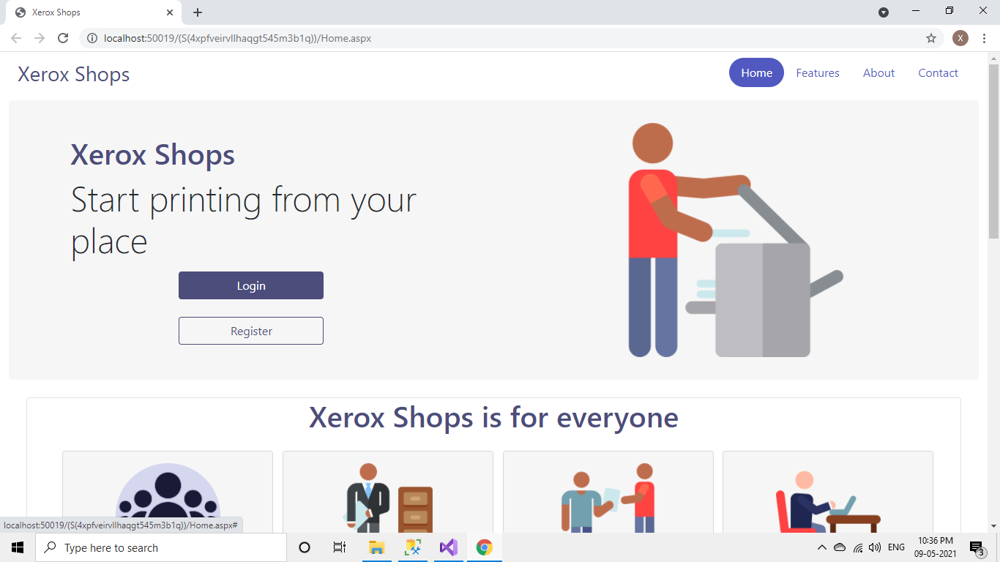 Xerox Shops
localhost:50019/(S(4xpfveirvllhaqgt545m3b1q))/Home.aspx
X
Xerox Shops
Home Features About Contact
Xerox Shops
Start printing from your
place
Login
Register
Xerox Shops is for everyone
localhost:50019/(S(4xpfveirvllhaqgt545m3b1q))/Home.aspx#
Type here to search
ENG
10:36 PM
09-05-2021
3